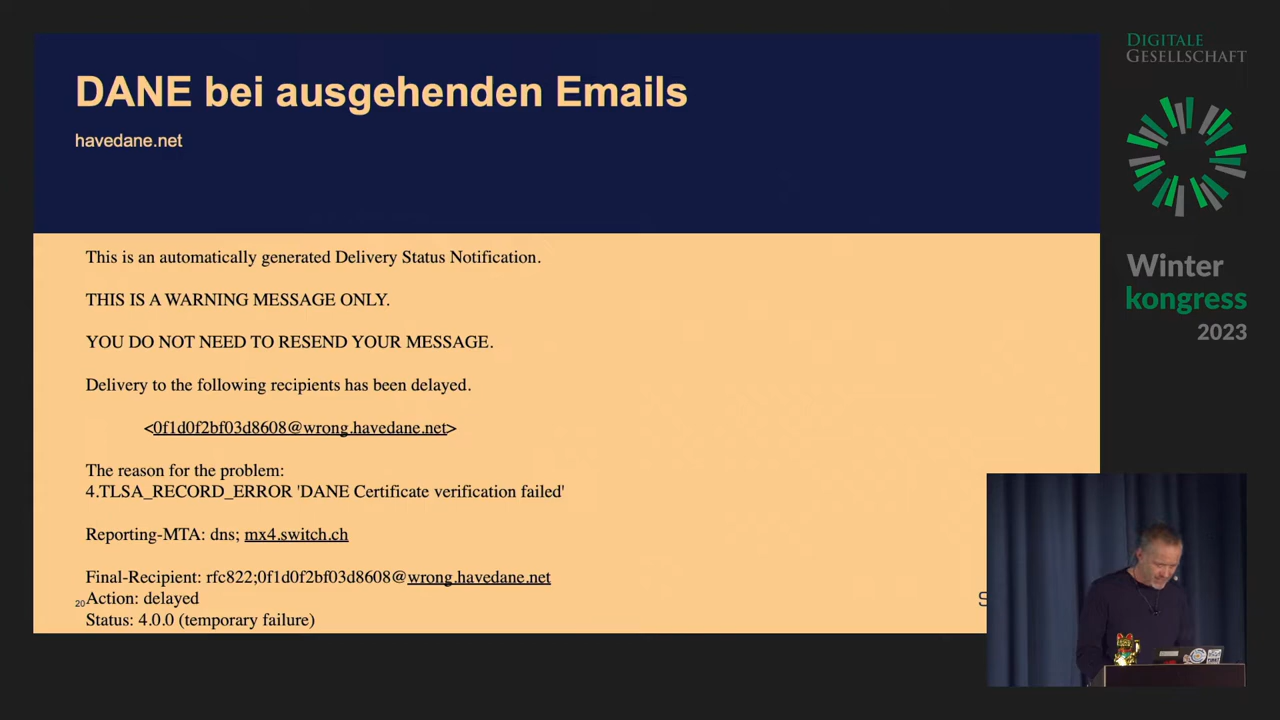 DANE bei ausgehenden Emails
havedane.net
This is an automatically generated Delivery Status Notification.
THIS IS A WARNING MESSAGE ONLY.
YOU DO NOT NEED TO RESEND YOUR MESSAGE.
Delivery to the following recipients has been delayed.
<0f1d0f2bf03d8608@wrong.havedane.net>
The reason for the problem:
4.TLSA_RECORD_ERROR 'DANE Certificate verification failed'
Reporting-MTA: dns; mx4.switch.ch
Final-Recipient: rfc822;0f1d0f2bf03d8608@wrong.havedane.net
Action: delayed
Status: 4.0.0 (temporary failure)
20
DIGITALE
GESELLSCHAFT
Winter
kongress
2023